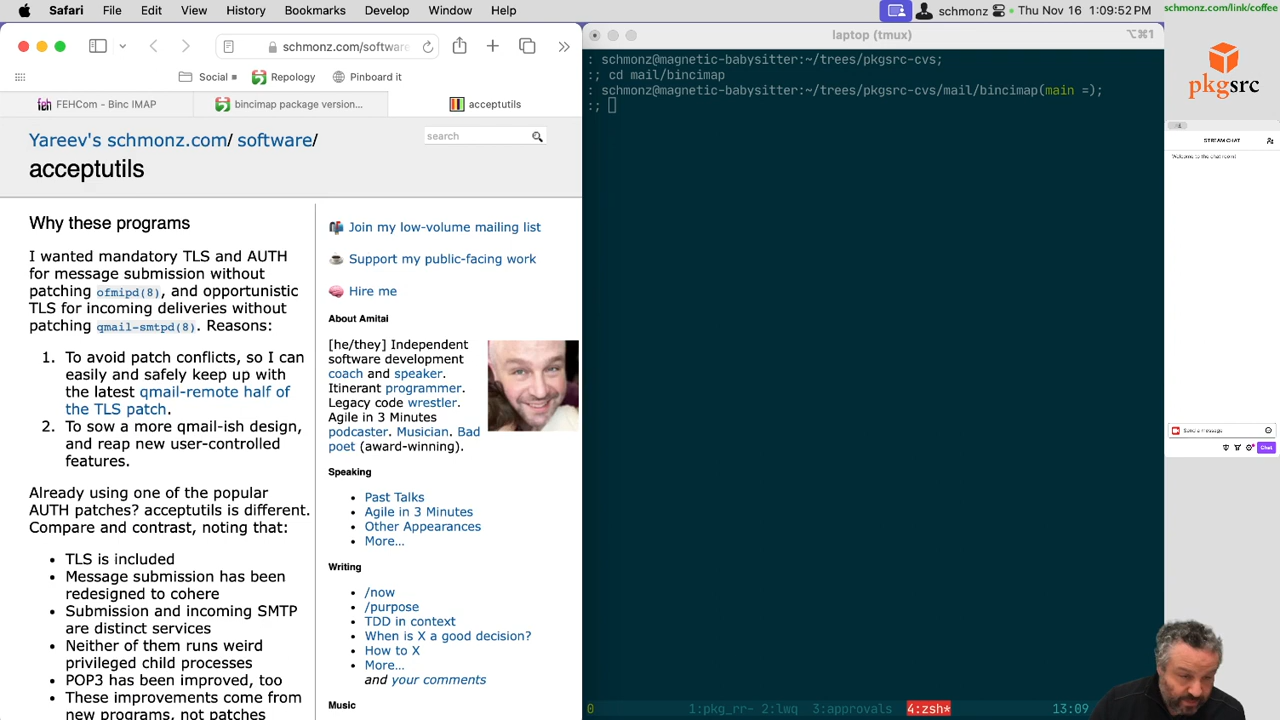 Safari File Edit View History Bookmarks Develop Window Help
schmonz Thu Nov 16 1:09:52 PM
schmonz.com/link/coffee
schmonz.com/software
laptop (tmux)
⌥⌘1
Social
Repology
Pinboard it
FEHCom - Binc IMAP
bincimap package version...
acceptutils
Yareev's schmonz.com/ software/
search
acceptutils
Why these programs
I wanted mandatory TLS and AUTH
for message submission without
patching ofmipd(8), and opportunistic
TLS for incoming deliveries without
patching qmail-smtpd(8). Reasons:
1. To avoid patch conflicts, so I can
easily and safely keep up with
the latest qmail-remote half of
the TLS patch.
2. To sow a more qmail-ish design,
and reap new user-controlled
features.
Already using one of the popular
AUTH patches? acceptutils is different.
Compare and contrast, noting that:
• TLS is included
• Message submission has been
redesigned to cohere
• Submission and incoming SMTP
are distinct services
• Neither of them runs weird
privileged child processes
• POP3 has been improved, too
• These improvements come from
new programs, not patches
Join my low-volume mailing list
Support my public-facing work
Hire me
About Amitai
[he/they] Independent
software development
coach and speaker.
Itinerant programmer.
Legacy code wrestler.
Agile in 3 Minutes
podcaster. Musician. Bad
poet (award-winning).
Speaking
• Past Talks
• Agile in 3 Minutes
• Other Appearances
• More...
Writing
• /now
• /purpose
• TDD in context
• When is X a good decision?
• How to X
• More...
and your comments
Music
: schmonz@magnetic-babysitter:~/trees/pkgsrc-cvs;
:; cd mail/bincimap
: schmonz@magnetic-babysitter:~/trees/pkgsrc-cvs/mail/bincimap(main =);
:;
0 1:pkg_rr- 2:lwq 3:approvals 4:zsh* 13:09
pkgsrc
STREAM CHAT
Welcome to the chat room!
Send a message
Chat